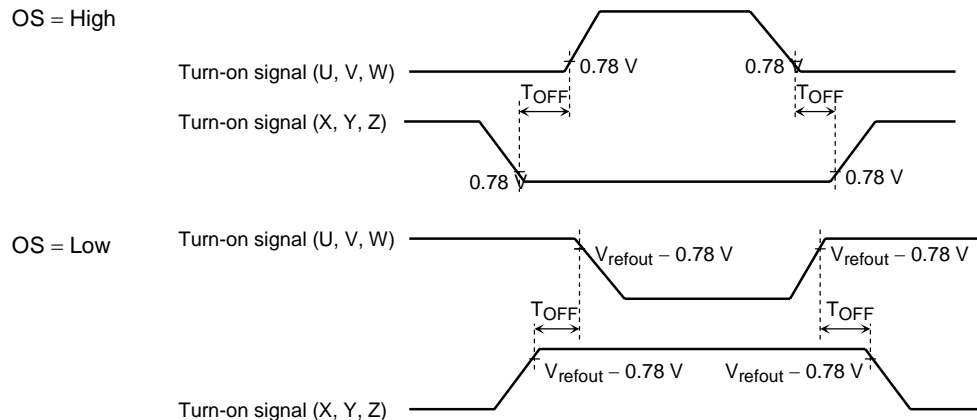 OS = High
Turn-on signal (U, V, W)
0.78 V
0.78 V
TOFF
TOFF
Turn-on signal (X, Y, Z)
0.78 V
0.78 V
OS = Low
Turn-on signal (U, V, W)
Vrefout − 0.78 V
Vrefout − 0.78 V
TOFF
TOFF
Vrefout − 0.78 V
Vrefout − 0.78 V
Turn-on signal (X, Y, Z)